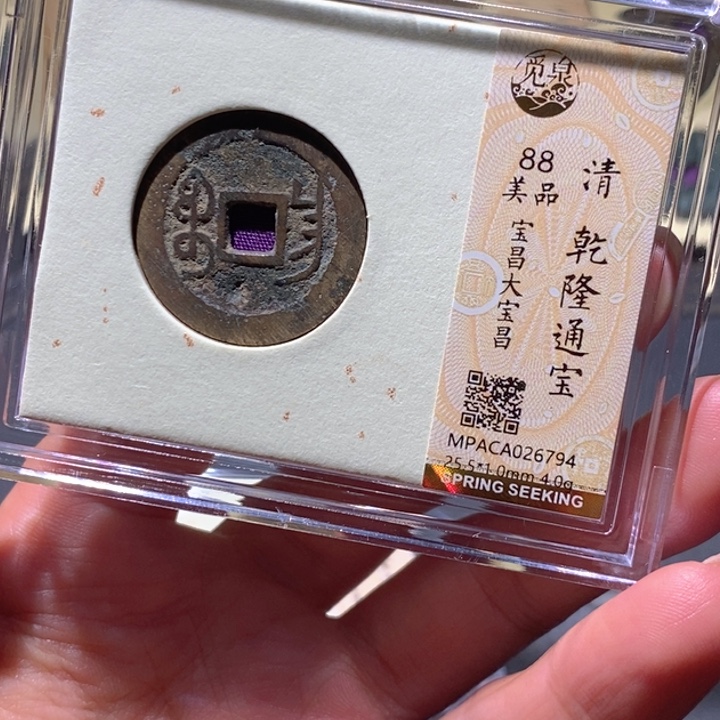 觅泉
88
美品
宝昌大宝昌
清
乾隆通宝
MPACA026794
25.5*1.0mm 4.0g
SPRING SEEKING